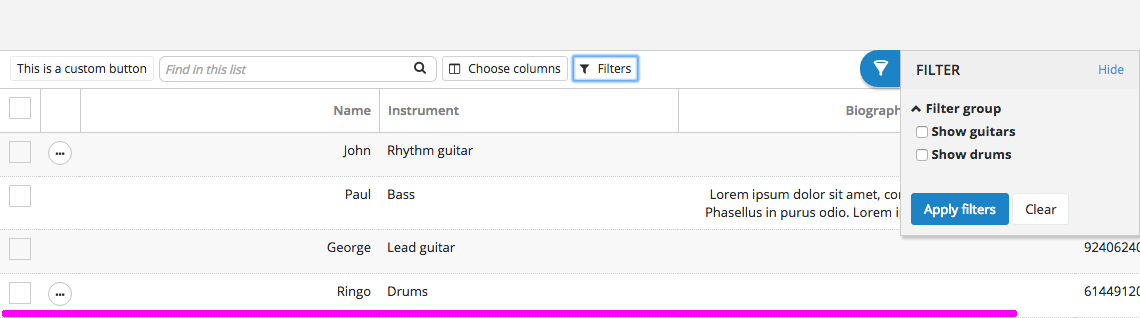 This is a custom button Find in this list Choose columns Filters
FILTER Hide
Filter group
Show guitars
Show drums
Apply filters Clear
Name Instrument
John Rhythm guitar
Paul Bass Lorem ipsum dolor sit amet,
Phasellus in purus odio. Lorem
George Lead guitar 92406240
Ringo Drums 61449120